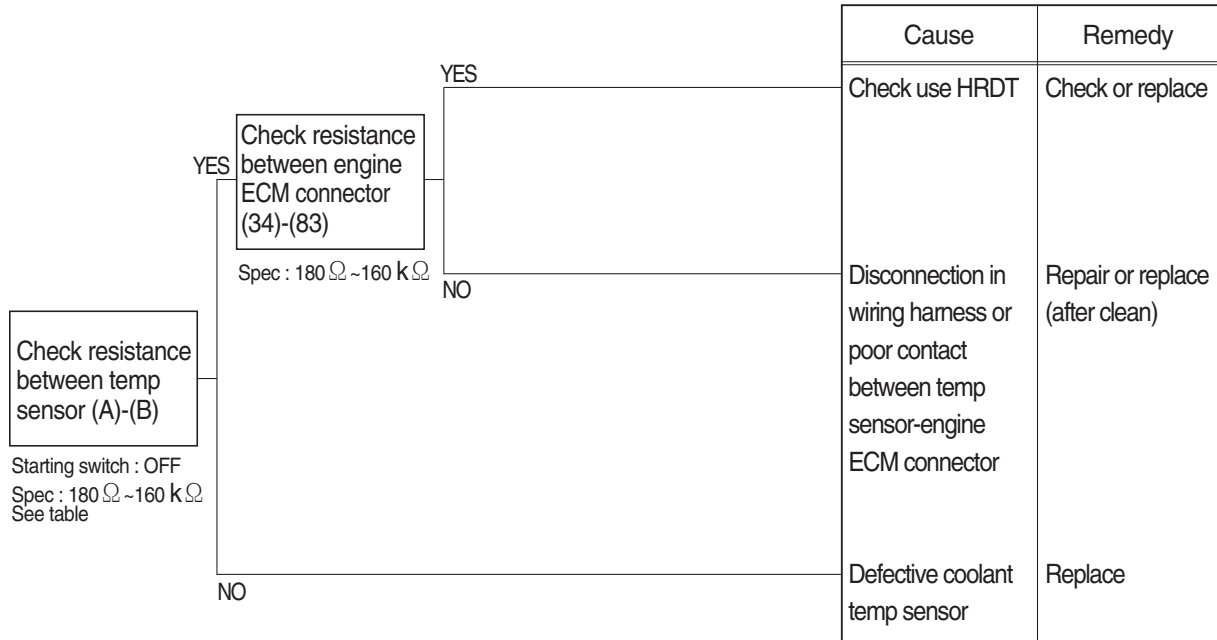 Cause
Remedy
YES
Check use HRDT
Check or replace
Check resistance
between engine
ECM connector
(34)-(83)
YES
Spec : 180 Ω ~160 k Ω
NO
Disconnection in
wiring harness or
poor contact
between temp
sensor-engine
ECM connector
Repair or replace
(after clean)
Check resistance
between temp
sensor (A)-(B)
Starting switch : OFF
Spec : 180 Ω ~160 k Ω
See table
NO
Defective coolant
temp sensor
Replace